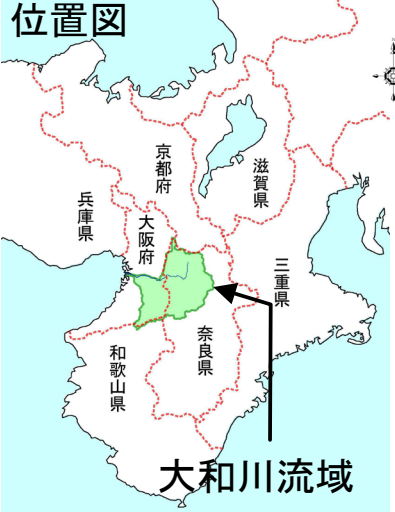 位置図
京都府
滋賀県
兵庫県
大阪府
三重県
奈良県
和歌山県
大和川流域